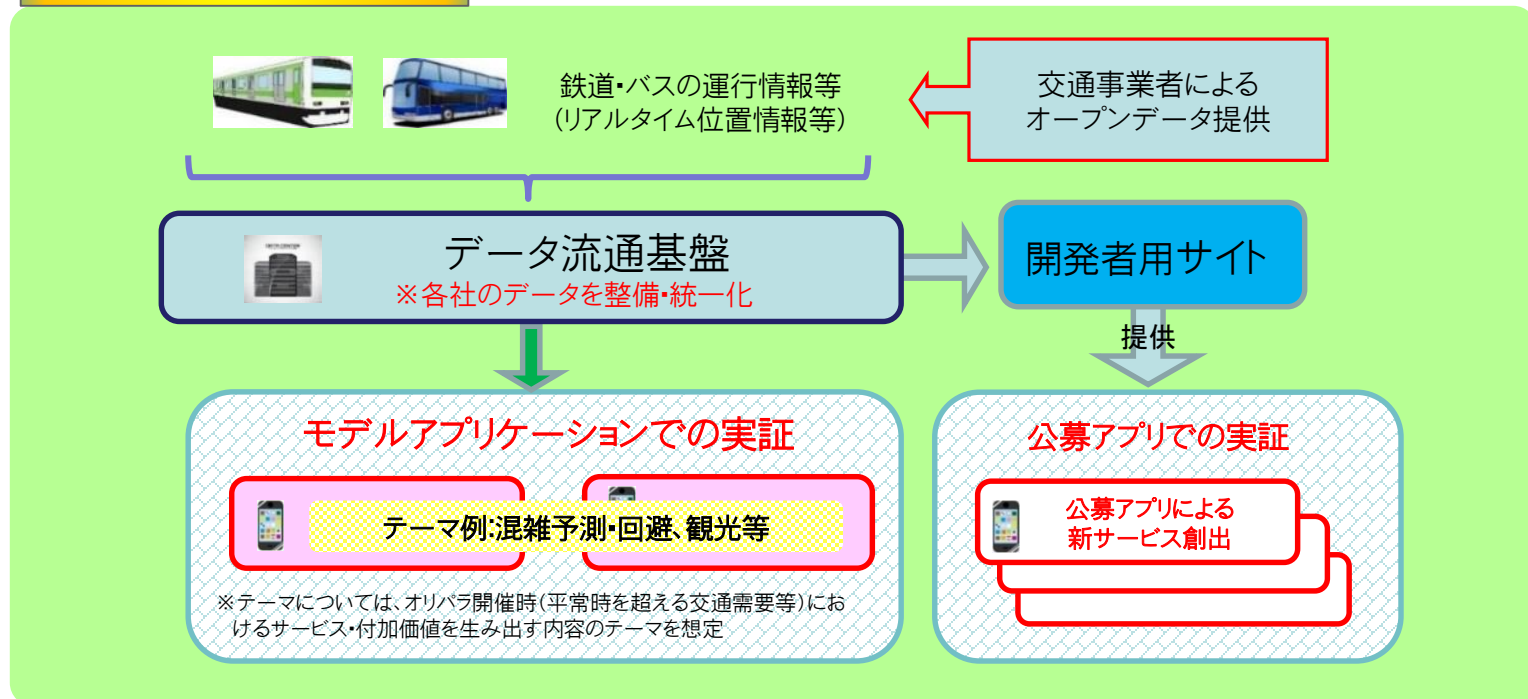 鉄道・バスの運行情報等
(リアルタイム位置情報等)
交通事業者による
オープンデータ提供
データ流通基盤
※各社のデータを整備・統一化
開発者用サイト
提供
モデルアプリケーションでの実証
テーマ例:混雑予測・回避、観光等
※テーマについては、オリパラ開催時(平常時を超える交通需要等)にお
けるサービス・付加価値を生み出す内容のテーマを想定
公募アプリでの実証
公募アプリによる
新サービス創出